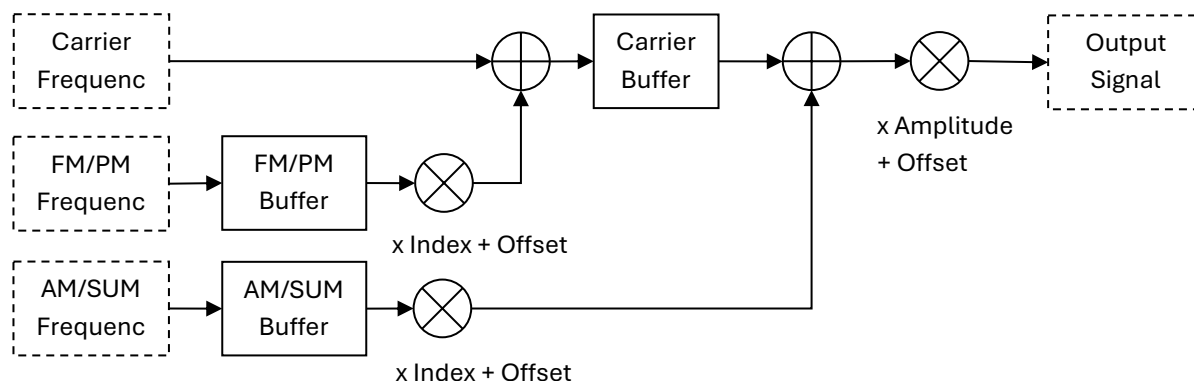 Carrier
Frequenc
Carrier
Buffer
Output
Signal
x Amplitude
+ Offset
FM/PM
Frequenc
FM/PM
Buffer
x Index + Offset
AM/SUM
Frequenc
AM/SUM
Buffer
x Index + Offset